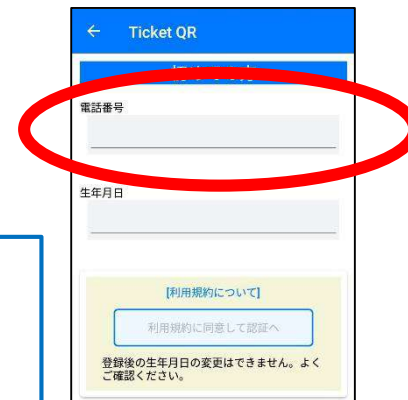 Ticket QR
電話番号
生年月日
[利用規約について]
利用規約に同意して認証へ
登録後の生年月日の変更はできません。よく
ご確認ください。